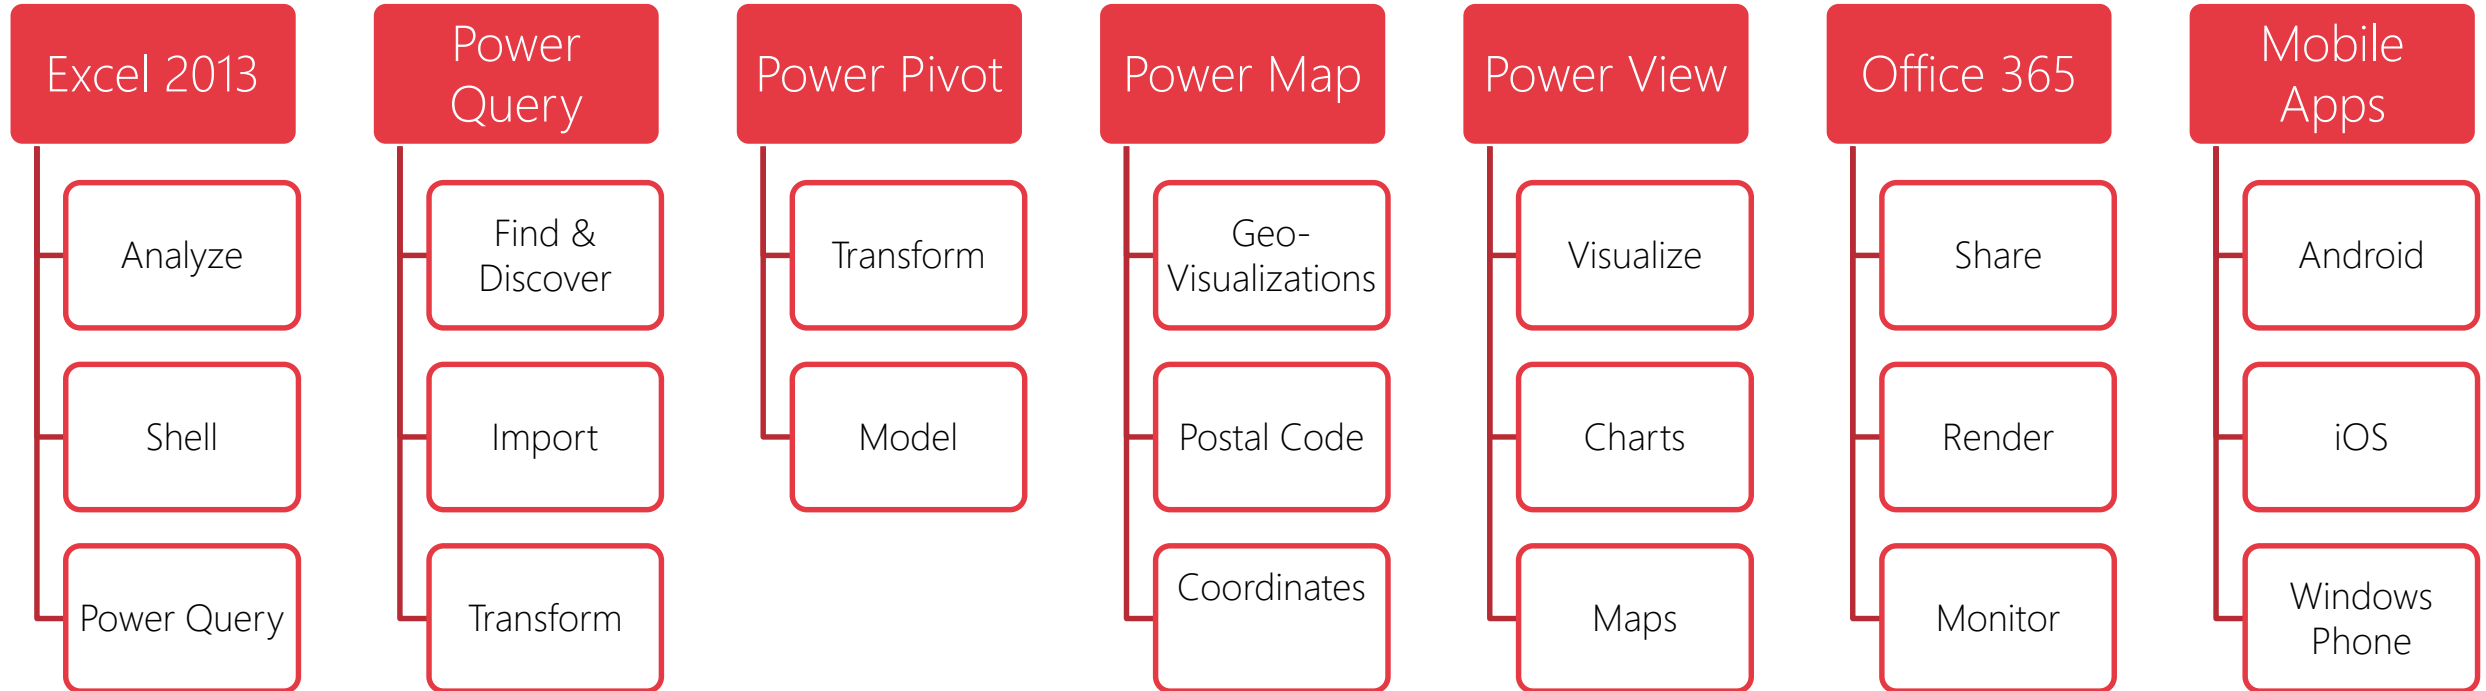 Excel 2013
Analyze
Shell
Power Query
Power
Query
Find &
Discover
Import
Transform
Power Pivot
Transform
Model
Power Map
Geo-
Visualizations
Postal Code
Coordinates
Power View
Visualize
Charts
Maps
Office 365
Share
Render
Monitor
Mobile
Apps
Android
iOS
Windows
Phone